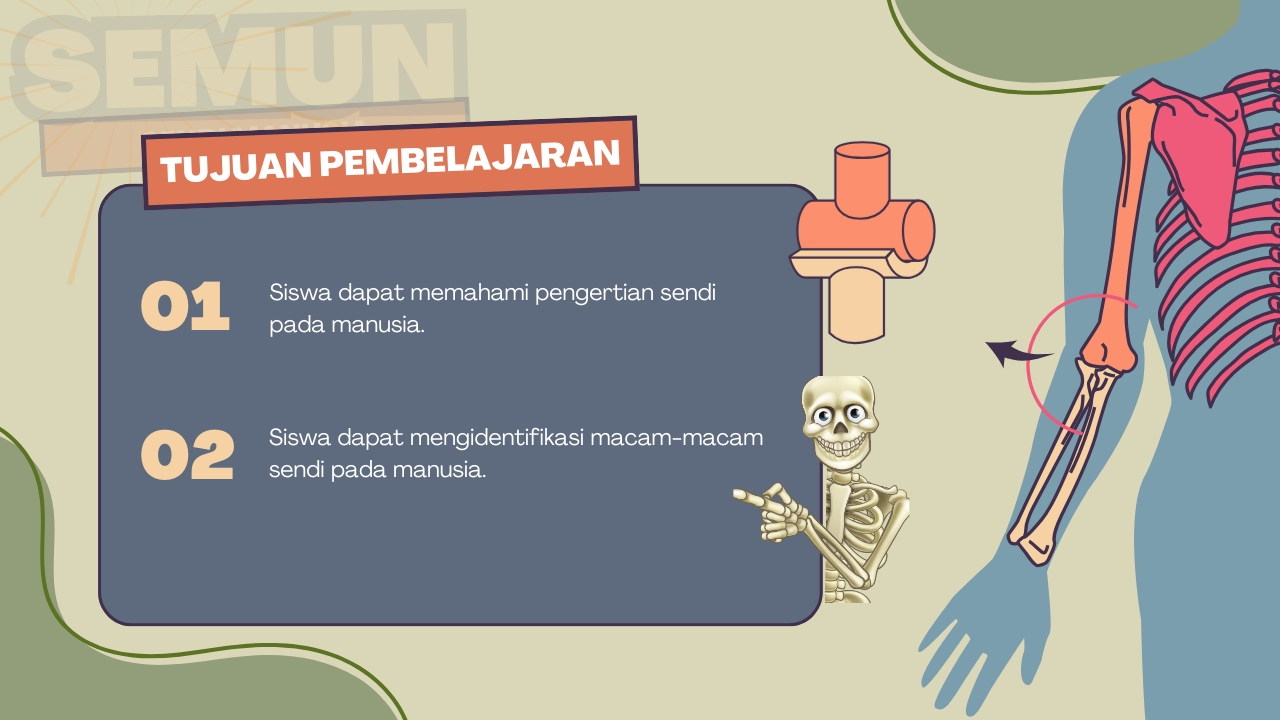 SEMUN
TUJUAN PEMBELAJARAN
01
Siswa dapat memahami pengertian sendi
pada manusia.
02
Siswa dapat mengidentifikasi macam-macam
sendi pada manusia.